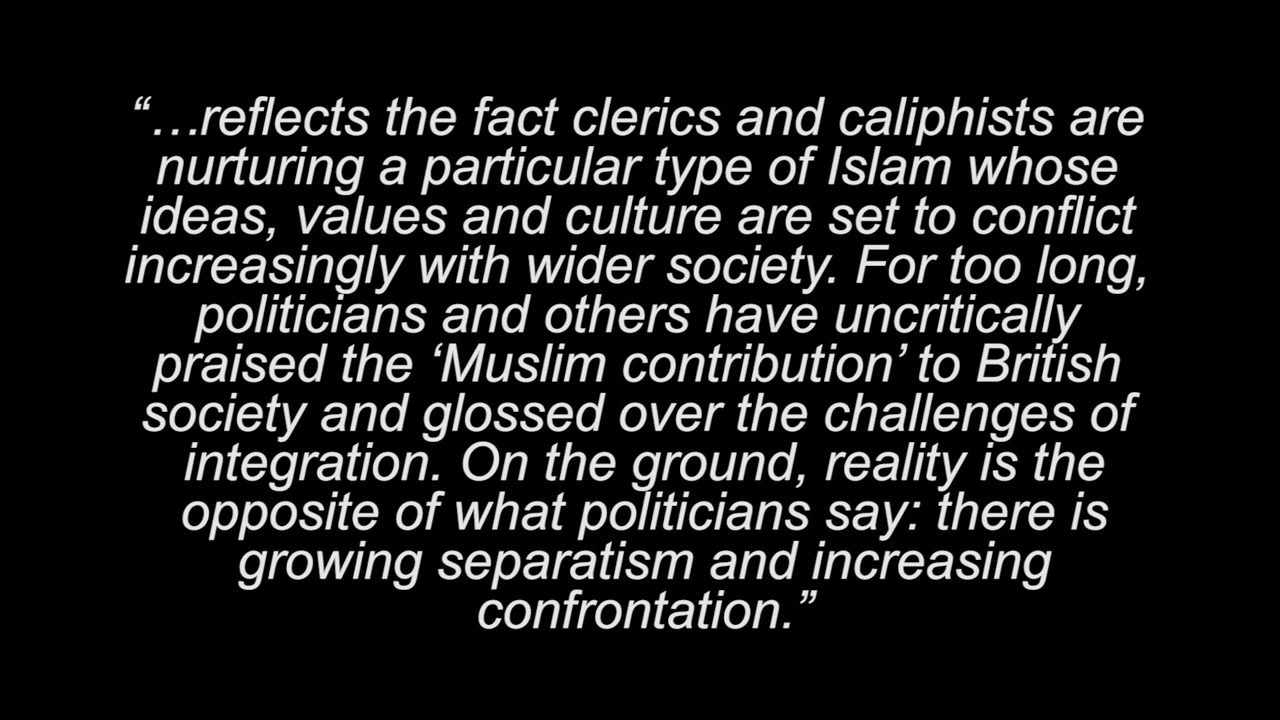 “…reflects the fact clerics and caliphists are
nurturing a particular type of Islam whose
ideas, values and culture are set to conflict
increasingly with wider society. For too long,
politicians and others have uncritically
praised the ‘Muslim contribution’ to British
society and glossed over the challenges of
integration. On the ground, reality is the
opposite of what politicians say: there is
growing separatism and increasing
confrontation.”